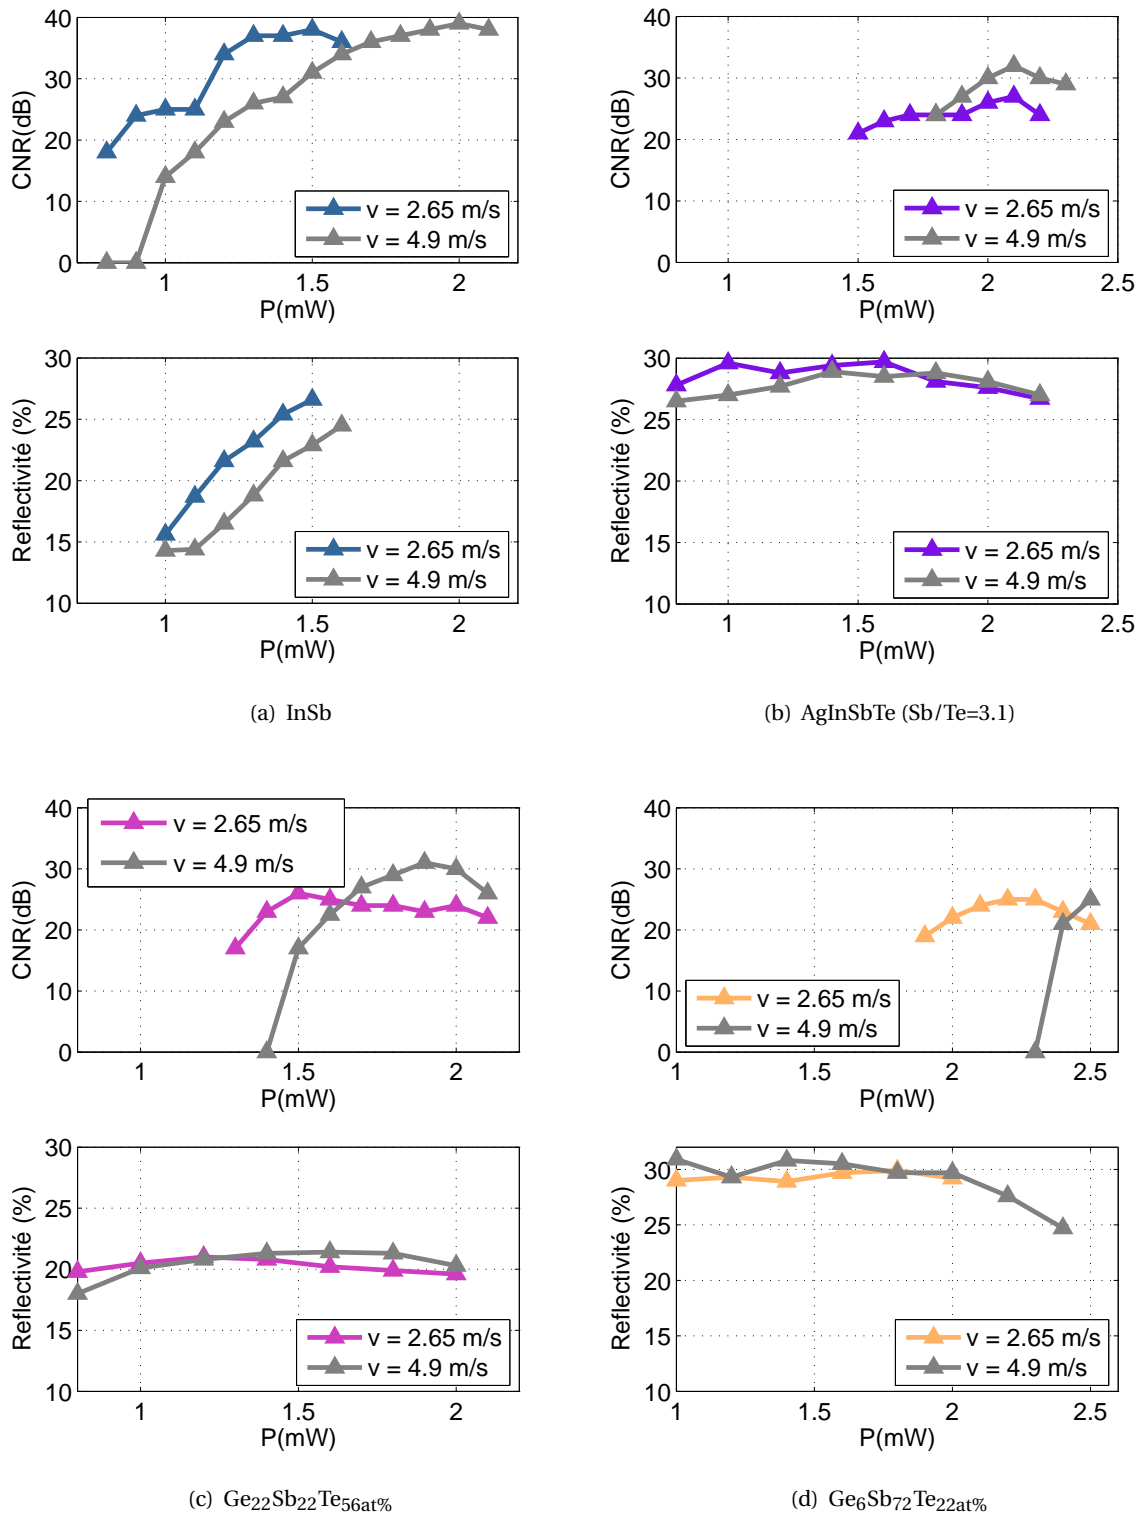 40
30
20
10
0
CNR(dB)
1
1.5
2
P(mW)
v = 2.65 m/s
v = 4.9 m/s
40
30
20
10
0
CNR(dB)
1
1.5
2
2.5
P(mW)
v = 2.65 m/s
v = 4.9 m/s
30
25
20
15
10
Reflectivité (%)
1
1.5
2
P(mW)
v = 2.65 m/s
v = 4.9 m/s
30
25
20
15
10
Reflectivité (%)
1
1.5
2
2.5
P(mW)
v = 2.65 m/s
v = 4.9 m/s
(a) InSb
(b) AgInSbTe (Sb/Te=3.1)
40
30
20
10
0
CNR(dB)
1
1.5
2
P(mW)
v = 2.65 m/s
v = 4.9 m/s
40
30
20
10
0
CNR(dB)
1
1.5
2
2.5
P(mW)
v = 2.65 m/s
v = 4.9 m/s
30
25
20
15
10
Reflectivité (%)
1
1.5
2
P(mW)
v = 2.65 m/s
v = 4.9 m/s
30
25
20
15
10
Reflectivité (%)
1
1.5
2
2.5
P(mW)
v = 2.65 m/s
v = 4.9 m/s
(c) Ge22Sb22Te56at%
(d) Ge6Sb72Te22at%